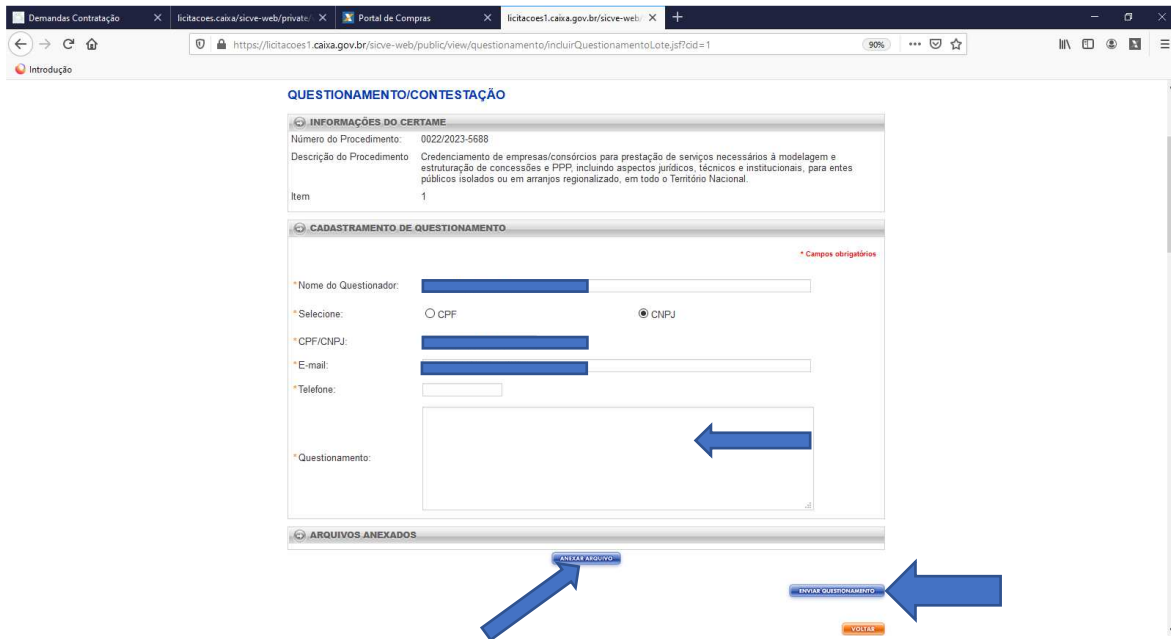 Demandas Contratação
licitacoes.caixa/sicve-web/private/
Portal de Compras
licitacoes1.caixa.gov.br/sicve-web/
https://licitacoes1.caixa.gov.br/sicve-web/public/view/questionamento/incluirQuestionamentoLote.jsf?cid=1
90%
Introdução
QUESTIONAMENTO/CONTESTAÇÃO
INFORMAÇÕES DO CERTAME
Número do Procedimento: 0022/2023-5688
Descrição do Procedimento Credenciamento de empresas/consórcios para prestação de serviços necessários à modelagem e
estruturação de concessões e PPP, incluindo aspectos jurídicos, técnicos e institucionais, para entes
públicos isolados ou em arranjos regionalizado, em todo o Território Nacional.
Item 1
CADASTRAMENTO DE QUESTIONAMENTO
* Campos obrigatórios
*Nome do Questionador:
*Selecione: CPF CNPJ
*CPF/CNPJ:
*E-mail:
*Telefone:
*Questionamento:
ARQUIVOS ANEXADOS
ANEXAR ARQUIVO
ENVIAR QUESTIONAMENTO
VOLTAR